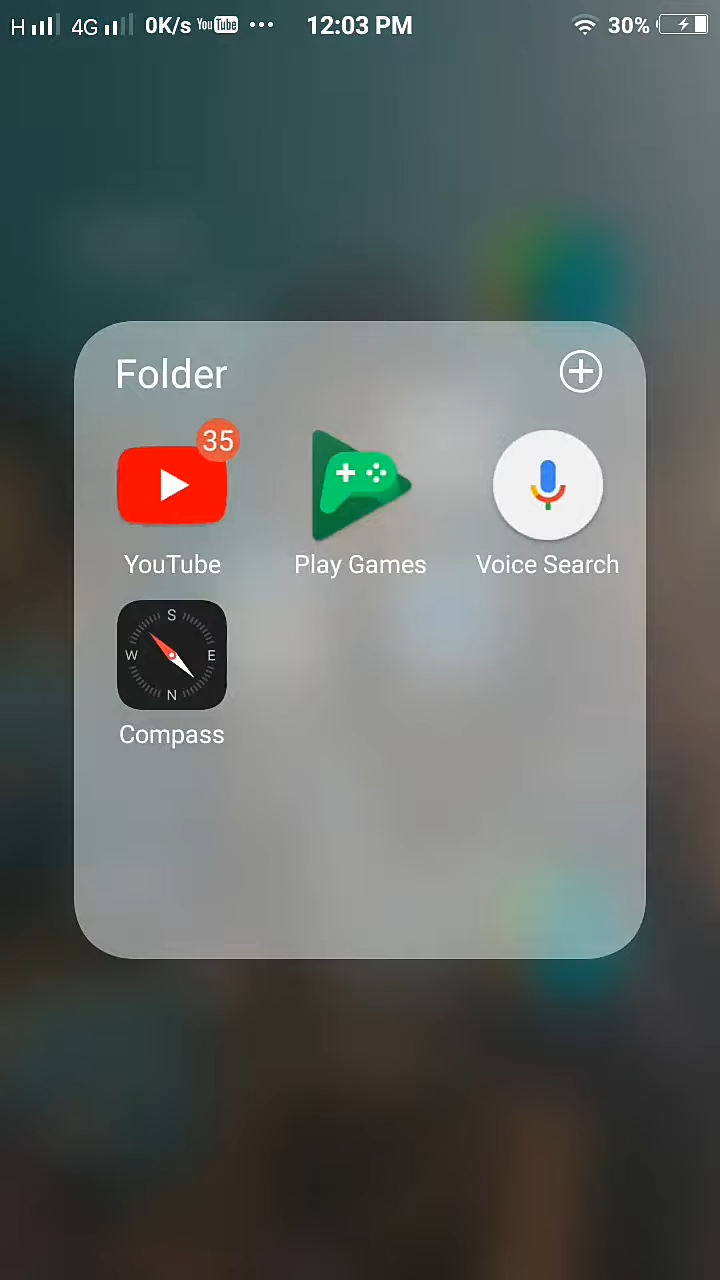 H 4G 0K/s YouTube ••• 12:03 PM 30%
Folder
35
YouTube Play Games Voice Search
S
W E
N
Compass